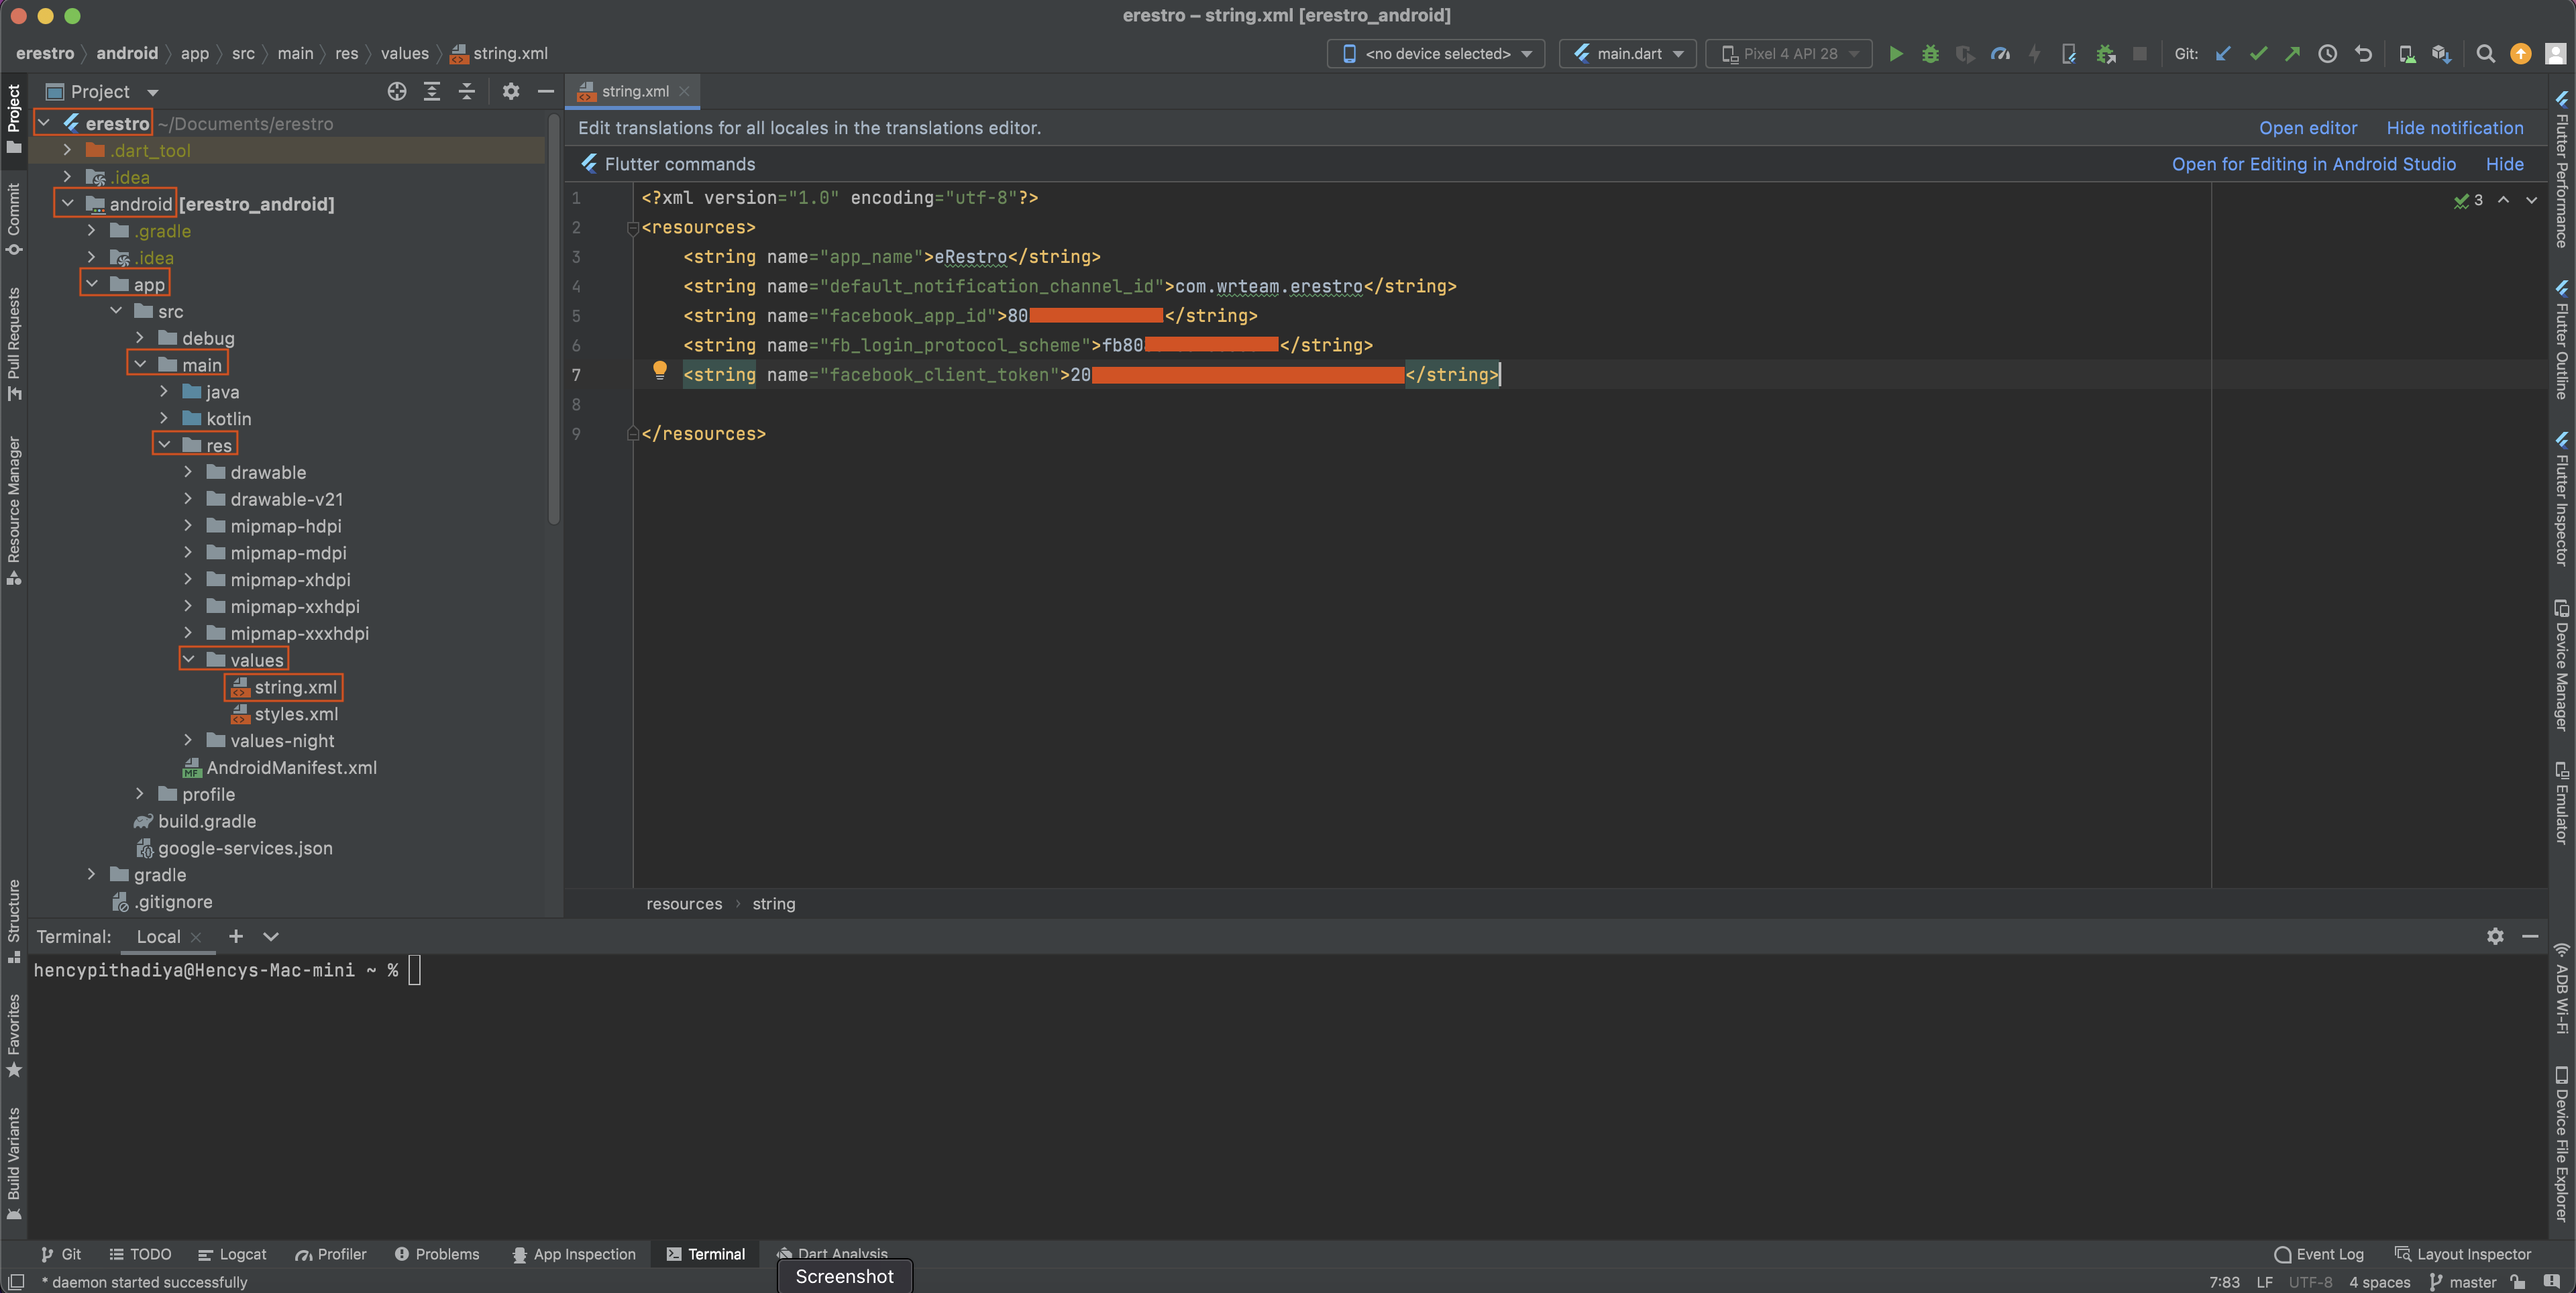 erestro – string.xml [erestro_android]
erestro android app src main res values string.xml
<no device selected> main.dart Pixel 4 API 28 Git:
Project
string.xml
Project
Commit
Pull Requests
Resource Manager
Structure
Favorites
Build Variants
erestro ~/Documents/erestro
.dart_tool
.idea
android [erestro_android]
.gradle
.idea
app
src
debug
main
java
kotlin
res
drawable
drawable-v21
mipmap-hdpi
mipmap-mdpi
mipmap-xhdpi
mipmap-xxhdpi
mipmap-xxxhdpi
values
string.xml
styles.xml
values-night
AndroidManifest.xml
profile
build.gradle
google-services.json
gradle
.gitignore
Edit translations for all locales in the translations editor. Open editor Hide notification
Flutter commands Open for Editing in Android Studio Hide
3
1 <?xml version="1.0" encoding="utf-8"?>
2 <resources>
3 <string name="app_name">eRestro</string>
4 <string name="default_notification_channel_id">com.wrteam.erestro</string>
5 <string name="facebook_app_id">80</string>
6 <string name="fb_login_protocol_scheme">fb80</string>
7 <string name="facebook_client_token">20</string>
8
9 </resources>
resources string
Flutter Performance
Flutter Outline
Flutter Inspector
Device Manager
Emulator
ADB Wi-Fi
Device File Explorer
Terminal: Local
hencypithadiya@Hencys-Mac-mini ~ %
Git TODO Logcat Profiler Problems App Inspection Terminal Dart Analysis Event Log Layout Inspector
Screenshot
* daemon started successfully 7:83 LF UTF-8 4 spaces master